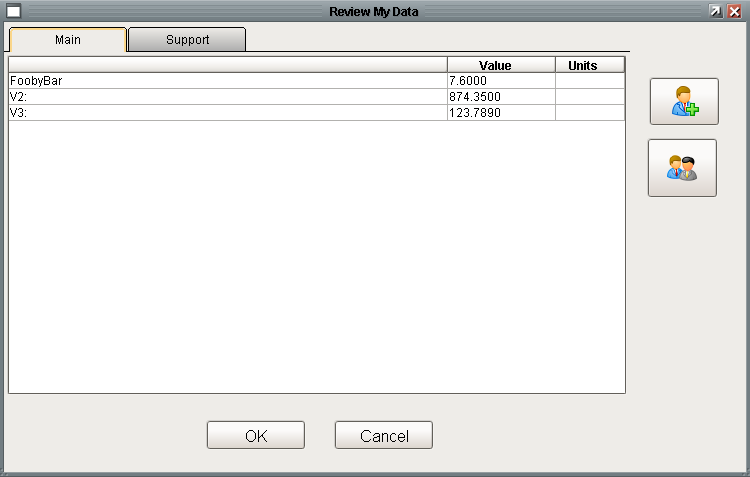 Review My Data
Main Support
Value Units
FoobyBar 7.6000
V2: 874.3500
V3: 123.7890
OK Cancel